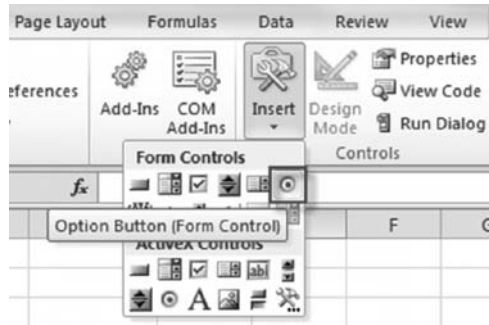 Page Layout Formulas Data Review View
eferences
Add-Ins COM Add-Ins
Insert
Design Mode
Properties
View Code
Run Dialog
Controls
Form Controls
fx
Option Button (Form Control)
F
ActiveX Controls
ab
A